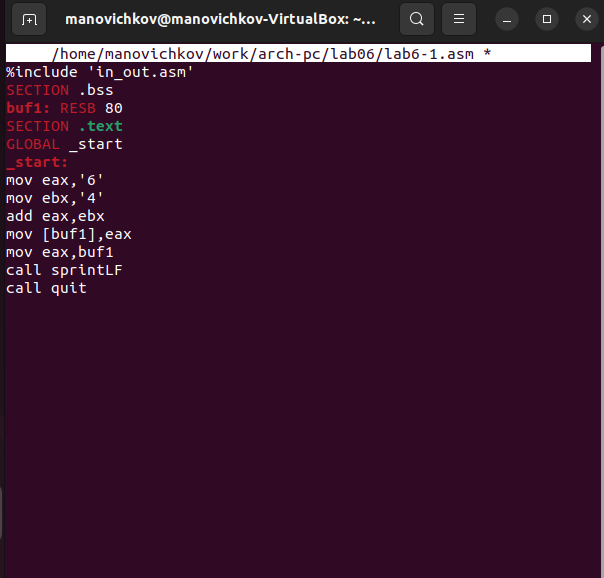 manovichkov@manovichkov-VirtualBox: ~...
/home/manovichkov/work/arch-pc/lab06/lab6-1.asm *
%include 'in_out.asm'
SECTION .bss
buf1: RESB 80
SECTION .text
GLOBAL _start
_start:
mov eax,'6'
mov ebx,'4'
add eax,ebx
mov [buf1],eax
mov eax,buf1
call sprintLF
call quit